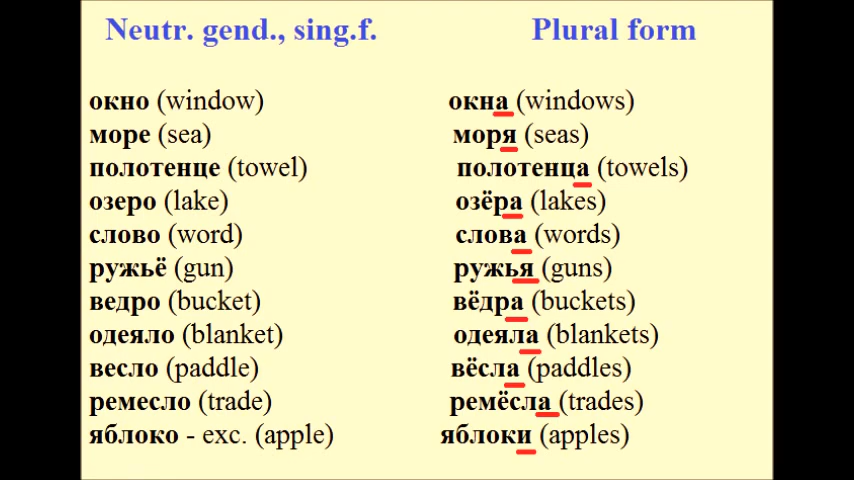 Neutr. gend., sing.f. Plural form
окно (window) окна (windows)
море (sea) моря (seas)
полотенце (towel) полотенца (towels)
озеро (lake) озёра (lakes)
слово (word) слова (words)
ружьё (gun) ружья (guns)
ведро (bucket) вёдра (buckets)
одеяло (blanket) одеяла (blankets)
весло (paddle) вёсла (paddles)
ремесло (trade) ремёсла (trades)
яблоко - exc. (apple) яблоки (apples)